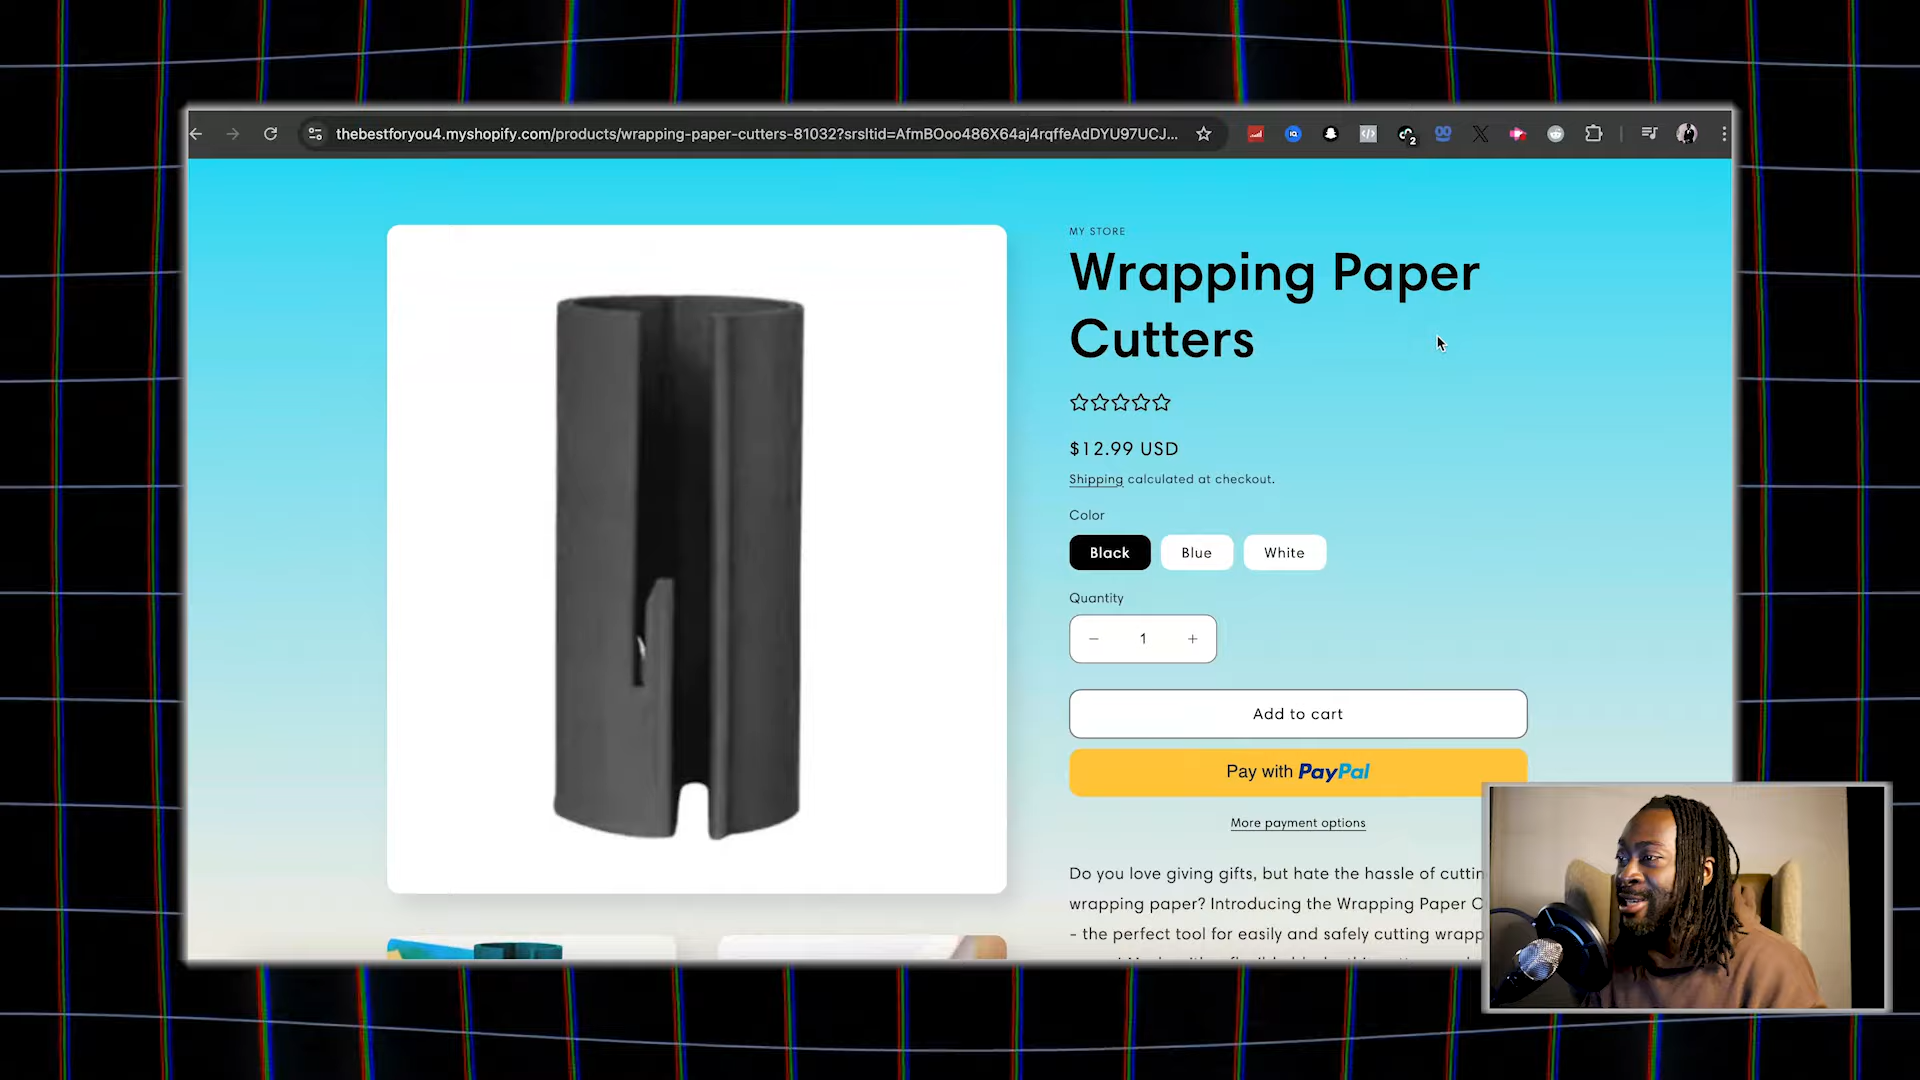 thebestforyou4.myshopify.com/products/wrapping-paper-cutters-81032?srsltid=AfmBOoo486X64aj4rqffeAdDYU97UCJ...
2
MY STORE
Wrapping Paper
Cutters
$12.99 USD
Shipping calculated at checkout.
Color
Black Blue White
Quantity
− 1 +
Add to cart
Pay with PayPal
More payment options
Do you love giving gifts, but hate the hassle of cuttin
wrapping paper? Introducing the Wrapping Paper C
- the perfect tool for easily and safely cutting wrapp